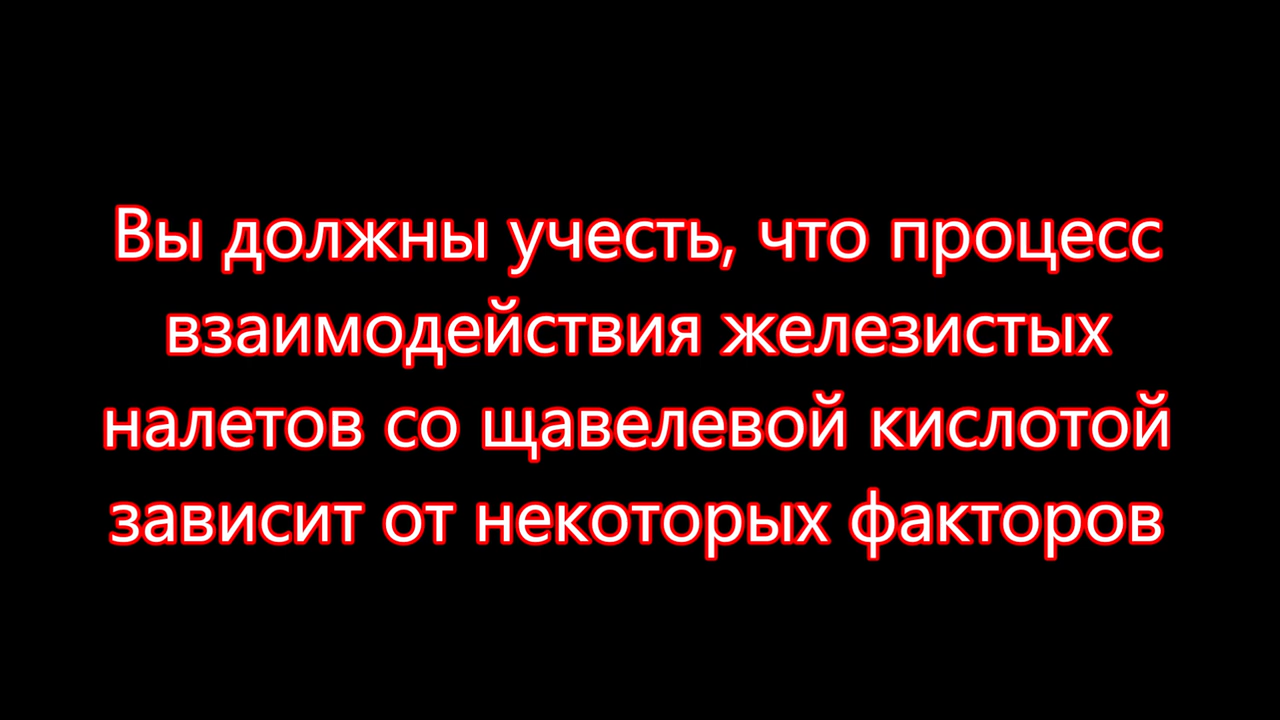 Вы должны учесть, что процесс
взаимодействия железистых
налетов со щавелевой кислотой
зависит от некоторых факторов